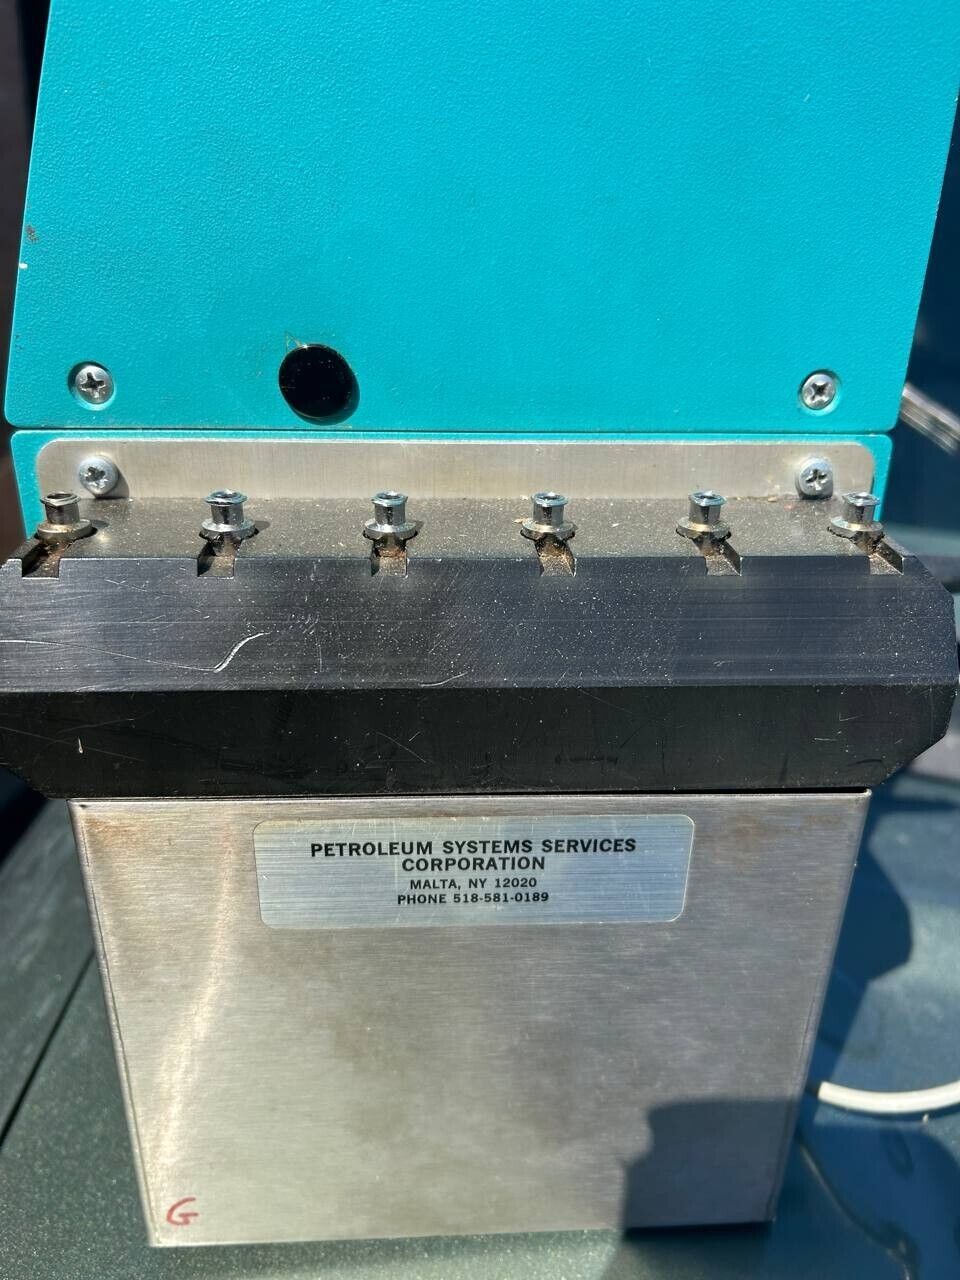 PETROLEUM SYSTEMS SERVICES
CORPORATION
MALTA, NY 12020
PHONE 518-581-0189
G